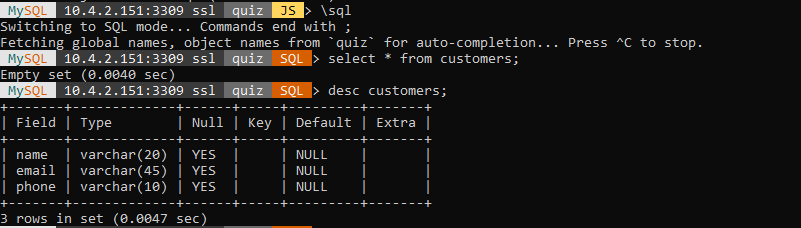 MySQL 10.4.2.151:3309 ssl quiz JS > \sql
Switching to SQL mode... Commands end with ;
Fetching global names, object names from `quiz` for auto-completion... Press ^C to stop.
MySQL 10.4.2.151:3309 ssl quiz SQL > select * from customers;
Empty set (0.0040 sec)
MySQL 10.4.2.151:3309 ssl quiz SQL > desc customers;
+-------+-------------+------+-----+---------+-------+
| Field | Type        | Null | Key | Default | Extra |
+-------+-------------+------+-----+---------+-------+
| name  | varchar(20) | YES  |     | NULL    |       |
| email | varchar(45) | YES  |     | NULL    |       |
| phone | varchar(10) | YES  |     | NULL    |       |
+-------+-------------+------+-----+---------+-------+
3 rows in set (0.0047 sec)